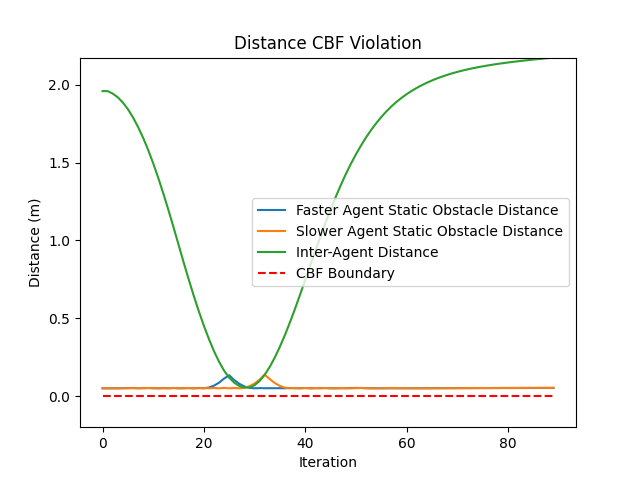 Distance CBF Violation
2.0
1.5
1.0
0.5
0.0
Distance (m)
Faster Agent Static Obstacle Distance
Slower Agent Static Obstacle Distance
Inter-Agent Distance
CBF Boundary
0 20 40 60 80
Iteration